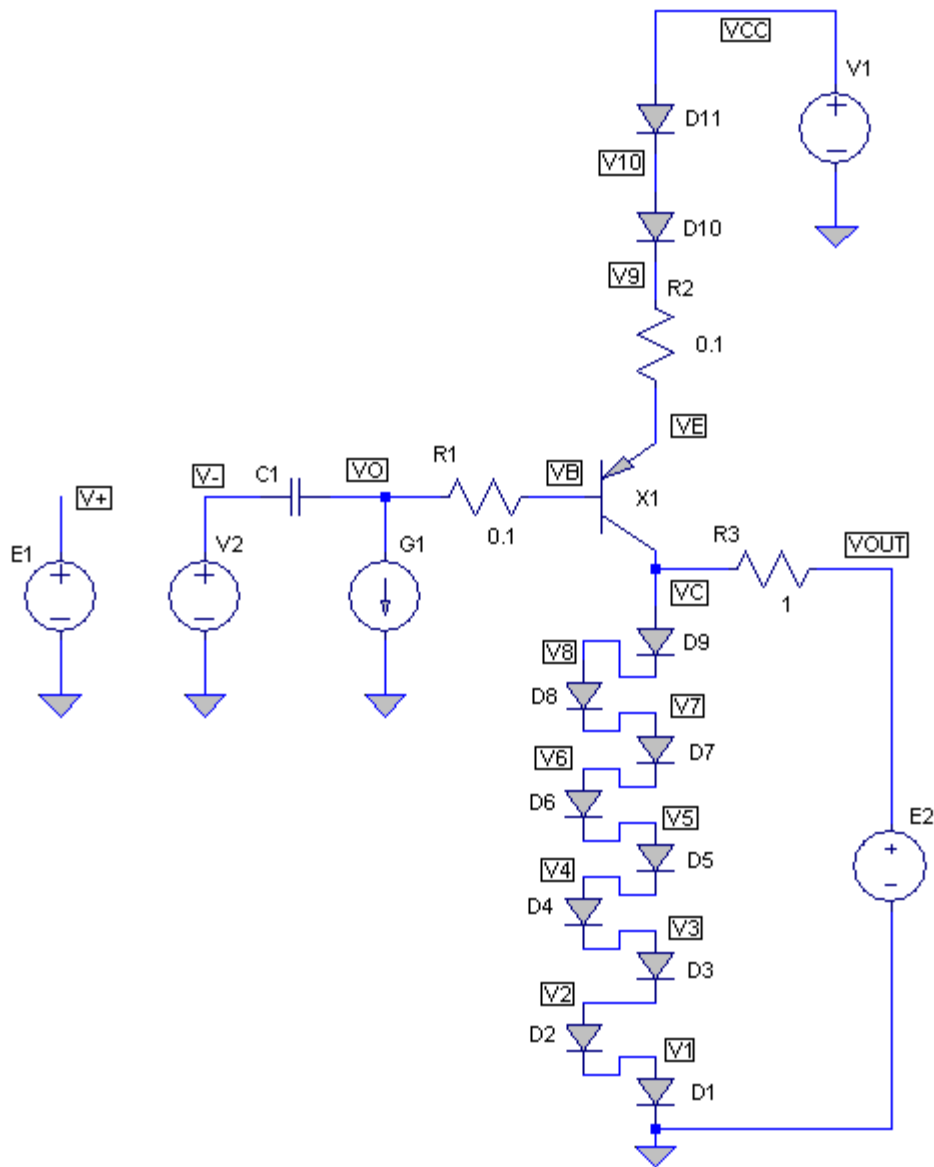 VCC
V1
D11
V10
D10
V9
R2
0.1
VE
R1
VO
VB
C1
V-
V+
X1
0.1
R3
VOUT
E1
V2
G1
VC
1
D9
V8
D8
V7
D7
V6
D6
V5
D5
E2
V4
D4
V3
D3
V2
D2
V1
D1